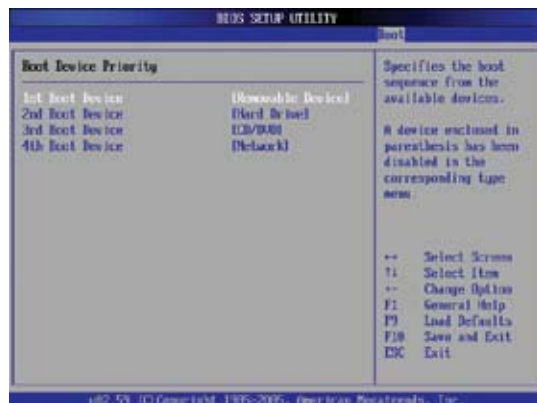 BIOS SETUP UTILITY
Boot
Boot Device Priority
1st Boot Device [Removable Device]
2nd Boot Device [Hard Drive]
3rd Boot Device [CD/DVD]
4th Boot Device [Network]
Specifies the boot
sequence from the
available devices.
A device enclosed in
parenthesis has been
disabled in the
corresponding type
menu.
↔ Select Screen
↑↓ Select Item
+- Change Option
F1 General Help
F9 Load Defaults
F10 Save and Exit
ESC Exit
v02.59 (C)Copyright 1985-2005, American Megatrends, Inc.